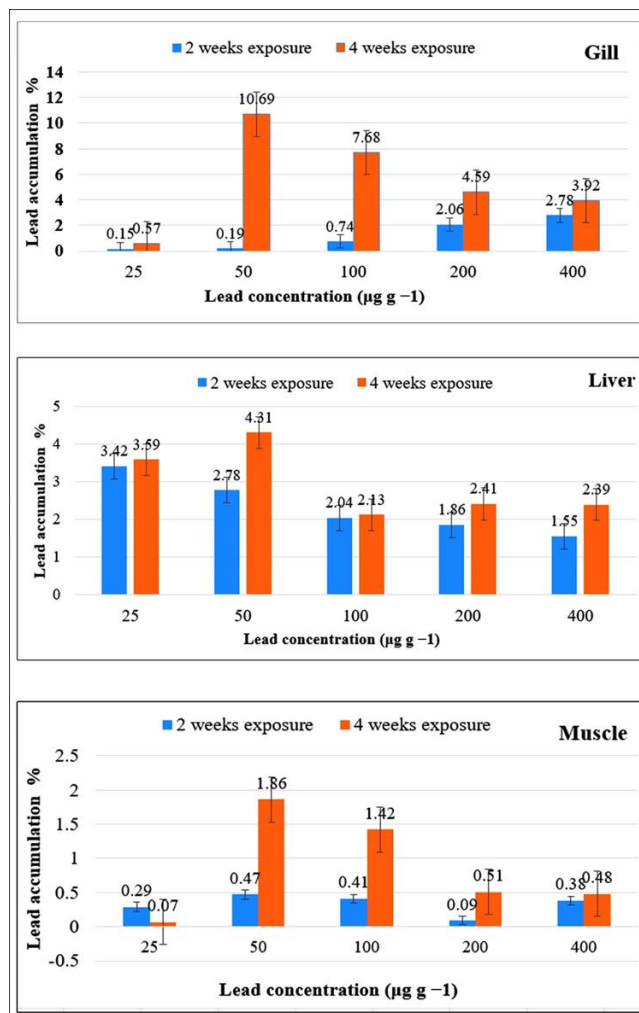 2 weeks exposure 4 weeks exposure Gill
Lead accumulation %
14
12
10
8
6
4
2
0
0.15 0.57 0.19 10.69 0.74 7.68 2.06 4.59 2.78 3.92
25 50 100 200 400
Lead concentration (µg g −1)
2 weeks exposure 4 weeks exposure Liver
Lead accumulation %
5
4
3
2
1
0
3.42 3.59 2.78 4.31 2.04 2.13 1.86 2.41 1.55 2.39
25 50 100 200 400
Lead concentration (µg g −1)
2 weeks exposure 4 weeks exposure Muscle
Lead accumulation %
2.5
2
1.5
1
0.5
0
-0.5
0.29 0.07 0.47 1.86 0.41 1.42 0.09 0.51 0.38 0.48
25 50 100 200 400
Lead concentration (µg g −1)